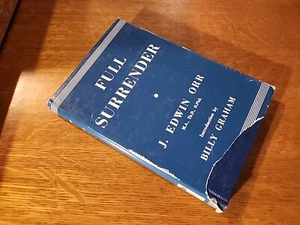 FULL
SURRENDER
J. EDWIN ORR
Introduction by
BILLY GRAHAM